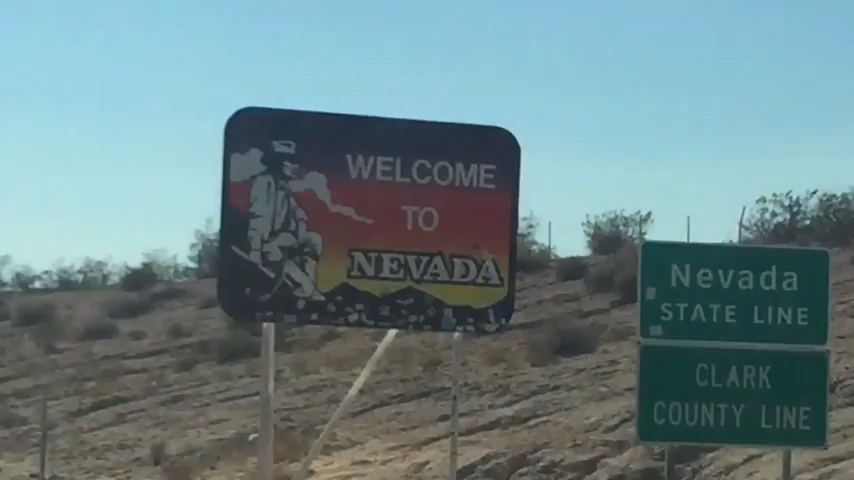 WELCOME
TO
NEVADA
Nevada
STATE LINE
CLARK
COUNTY LINE